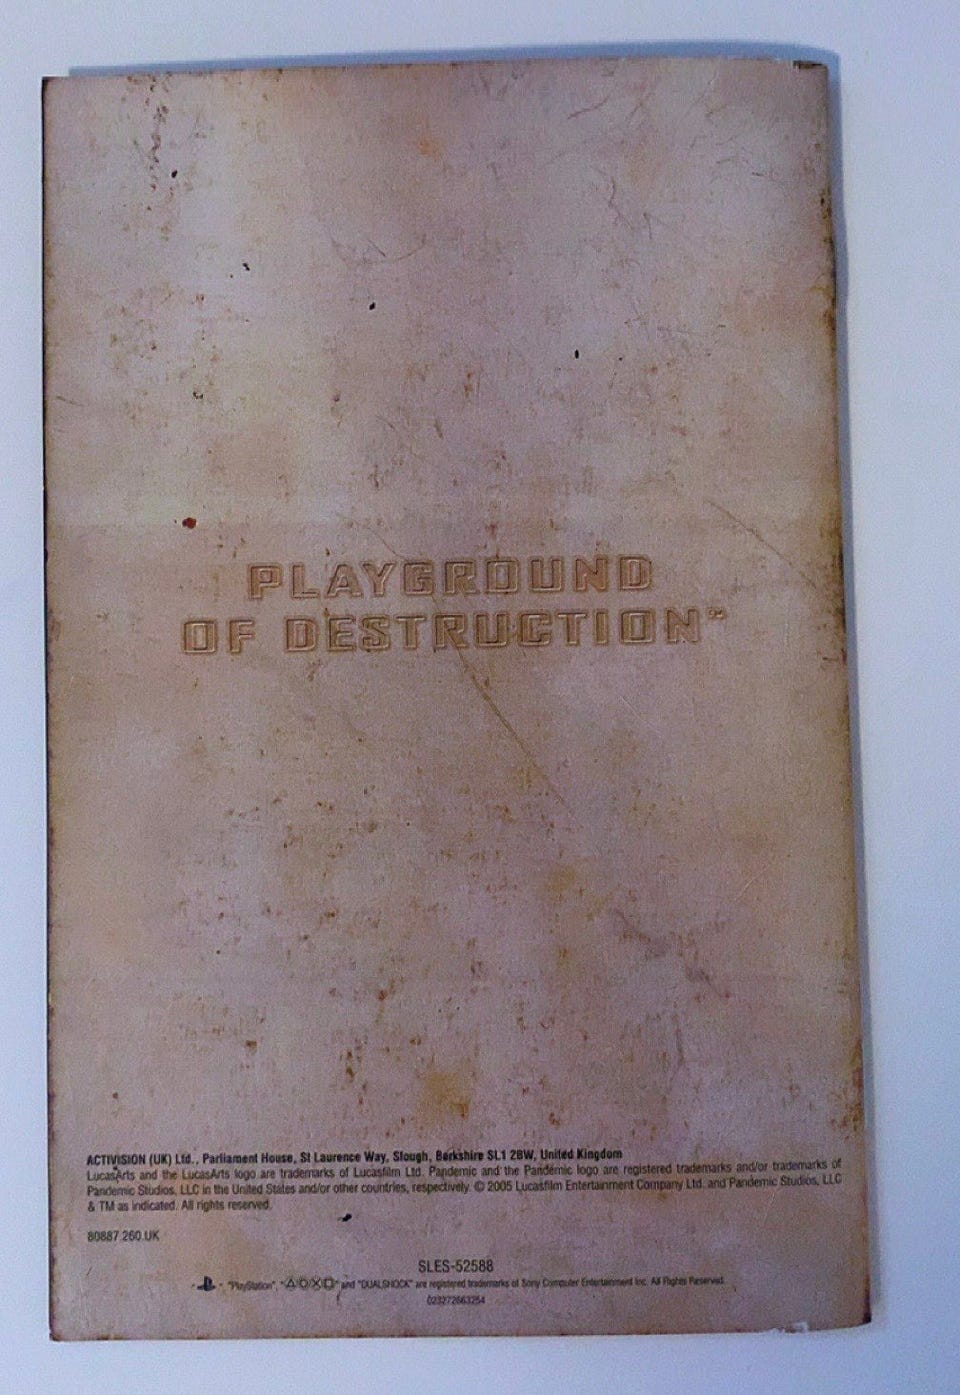 PLAYGROUND
OF DESTRUCTION™
ACTIVISION (UK) Ltd., Parliament House, St Laurence Way, Slough, Berkshire SL1 2BW, United Kingdom
LucasArts and the LucasArts logo are trademarks of Lucasfilm Ltd. Pandemic and the Pandemic logo are registered trademarks and/or trademarks of
Pandemic Studios, LLC in the United States and/or other countries, respectively. © 2005 Lucasfilm Entertainment Company Ltd. and Pandemic Studios, LLC
& TM as indicated. All rights reserved.
80887.260.UK
SLES-52588
"PlayStation", "△○✕□" and "DUALSHOCK" are registered trademarks of Sony Computer Entertainment Inc. All Rights Reserved.
023272663254